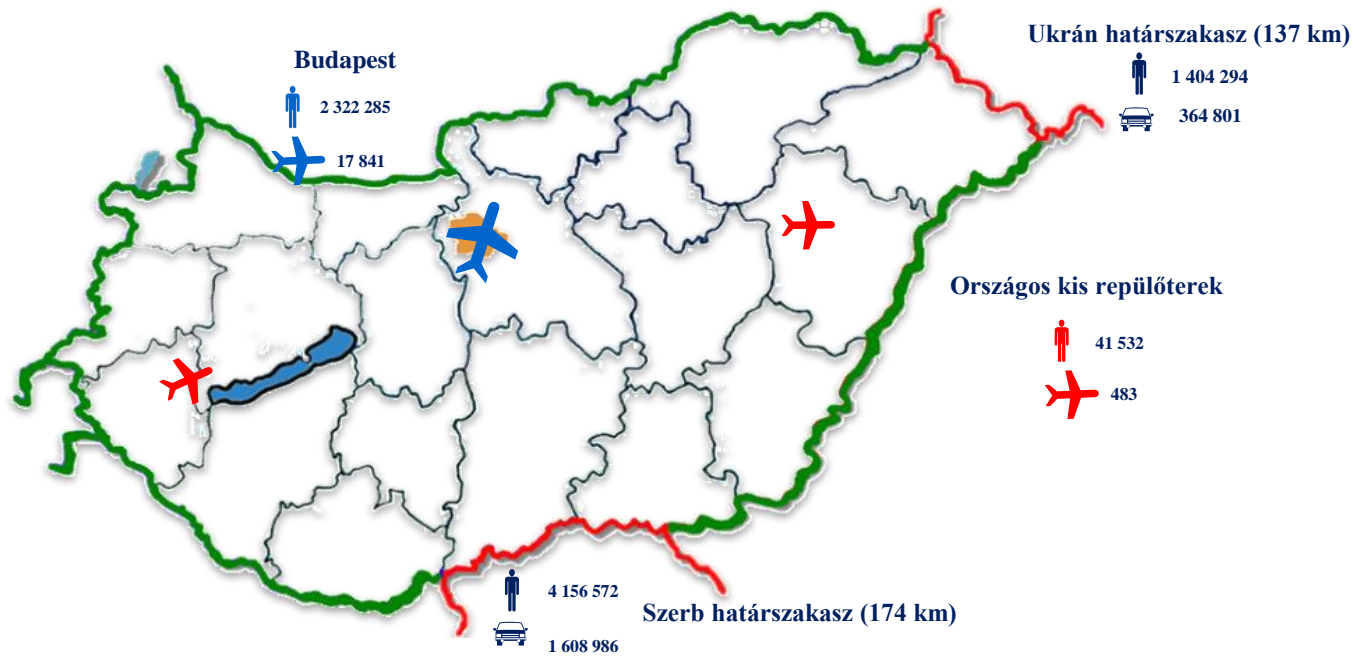 Ukrán határszakasz (137 km)
1 404 294
364 801
Budapest
2 322 285
17 841
Országos kis repülőterek
41 532
483
4 156 572
Szerb határszakasz (174 km)
1 608 986